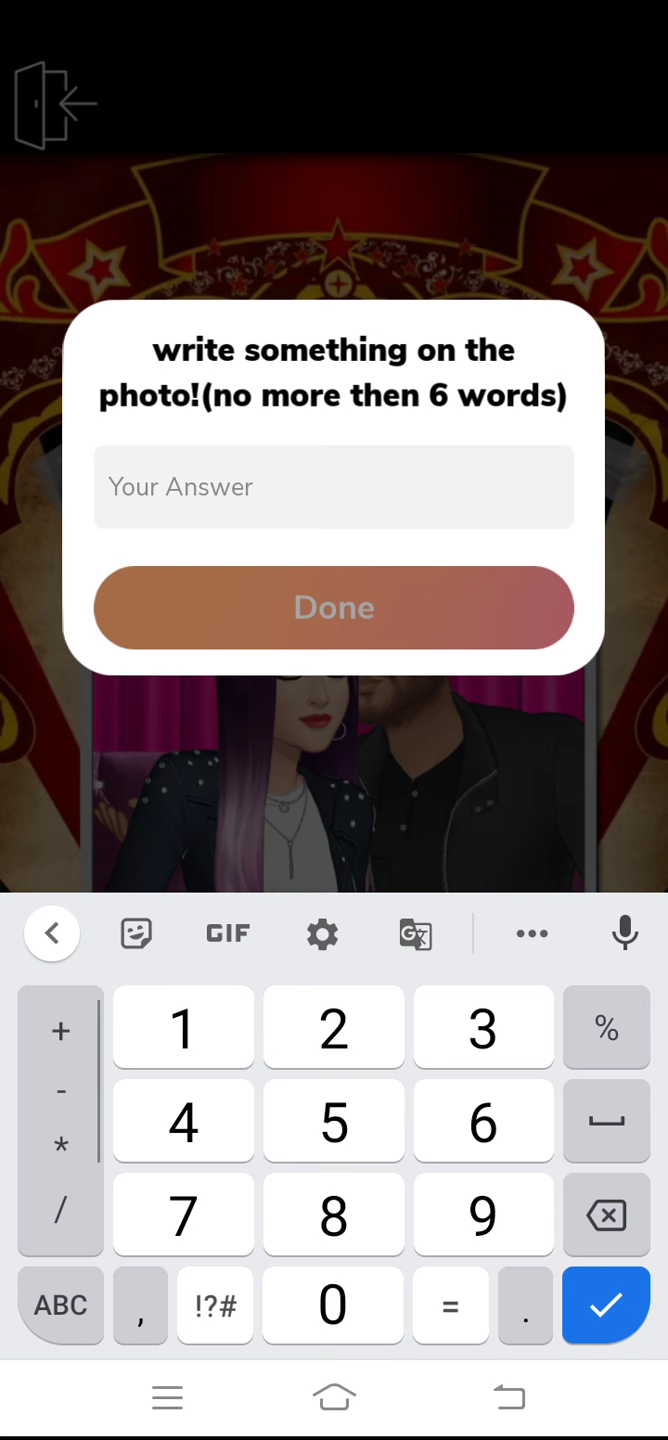 write something on the
photo!(no more then 6 words)
Your Answer
Done
GIF
G
+ 1 2 3 %
- 4 5 6
*
/ 7 8 9
ABC , !?# 0 = .